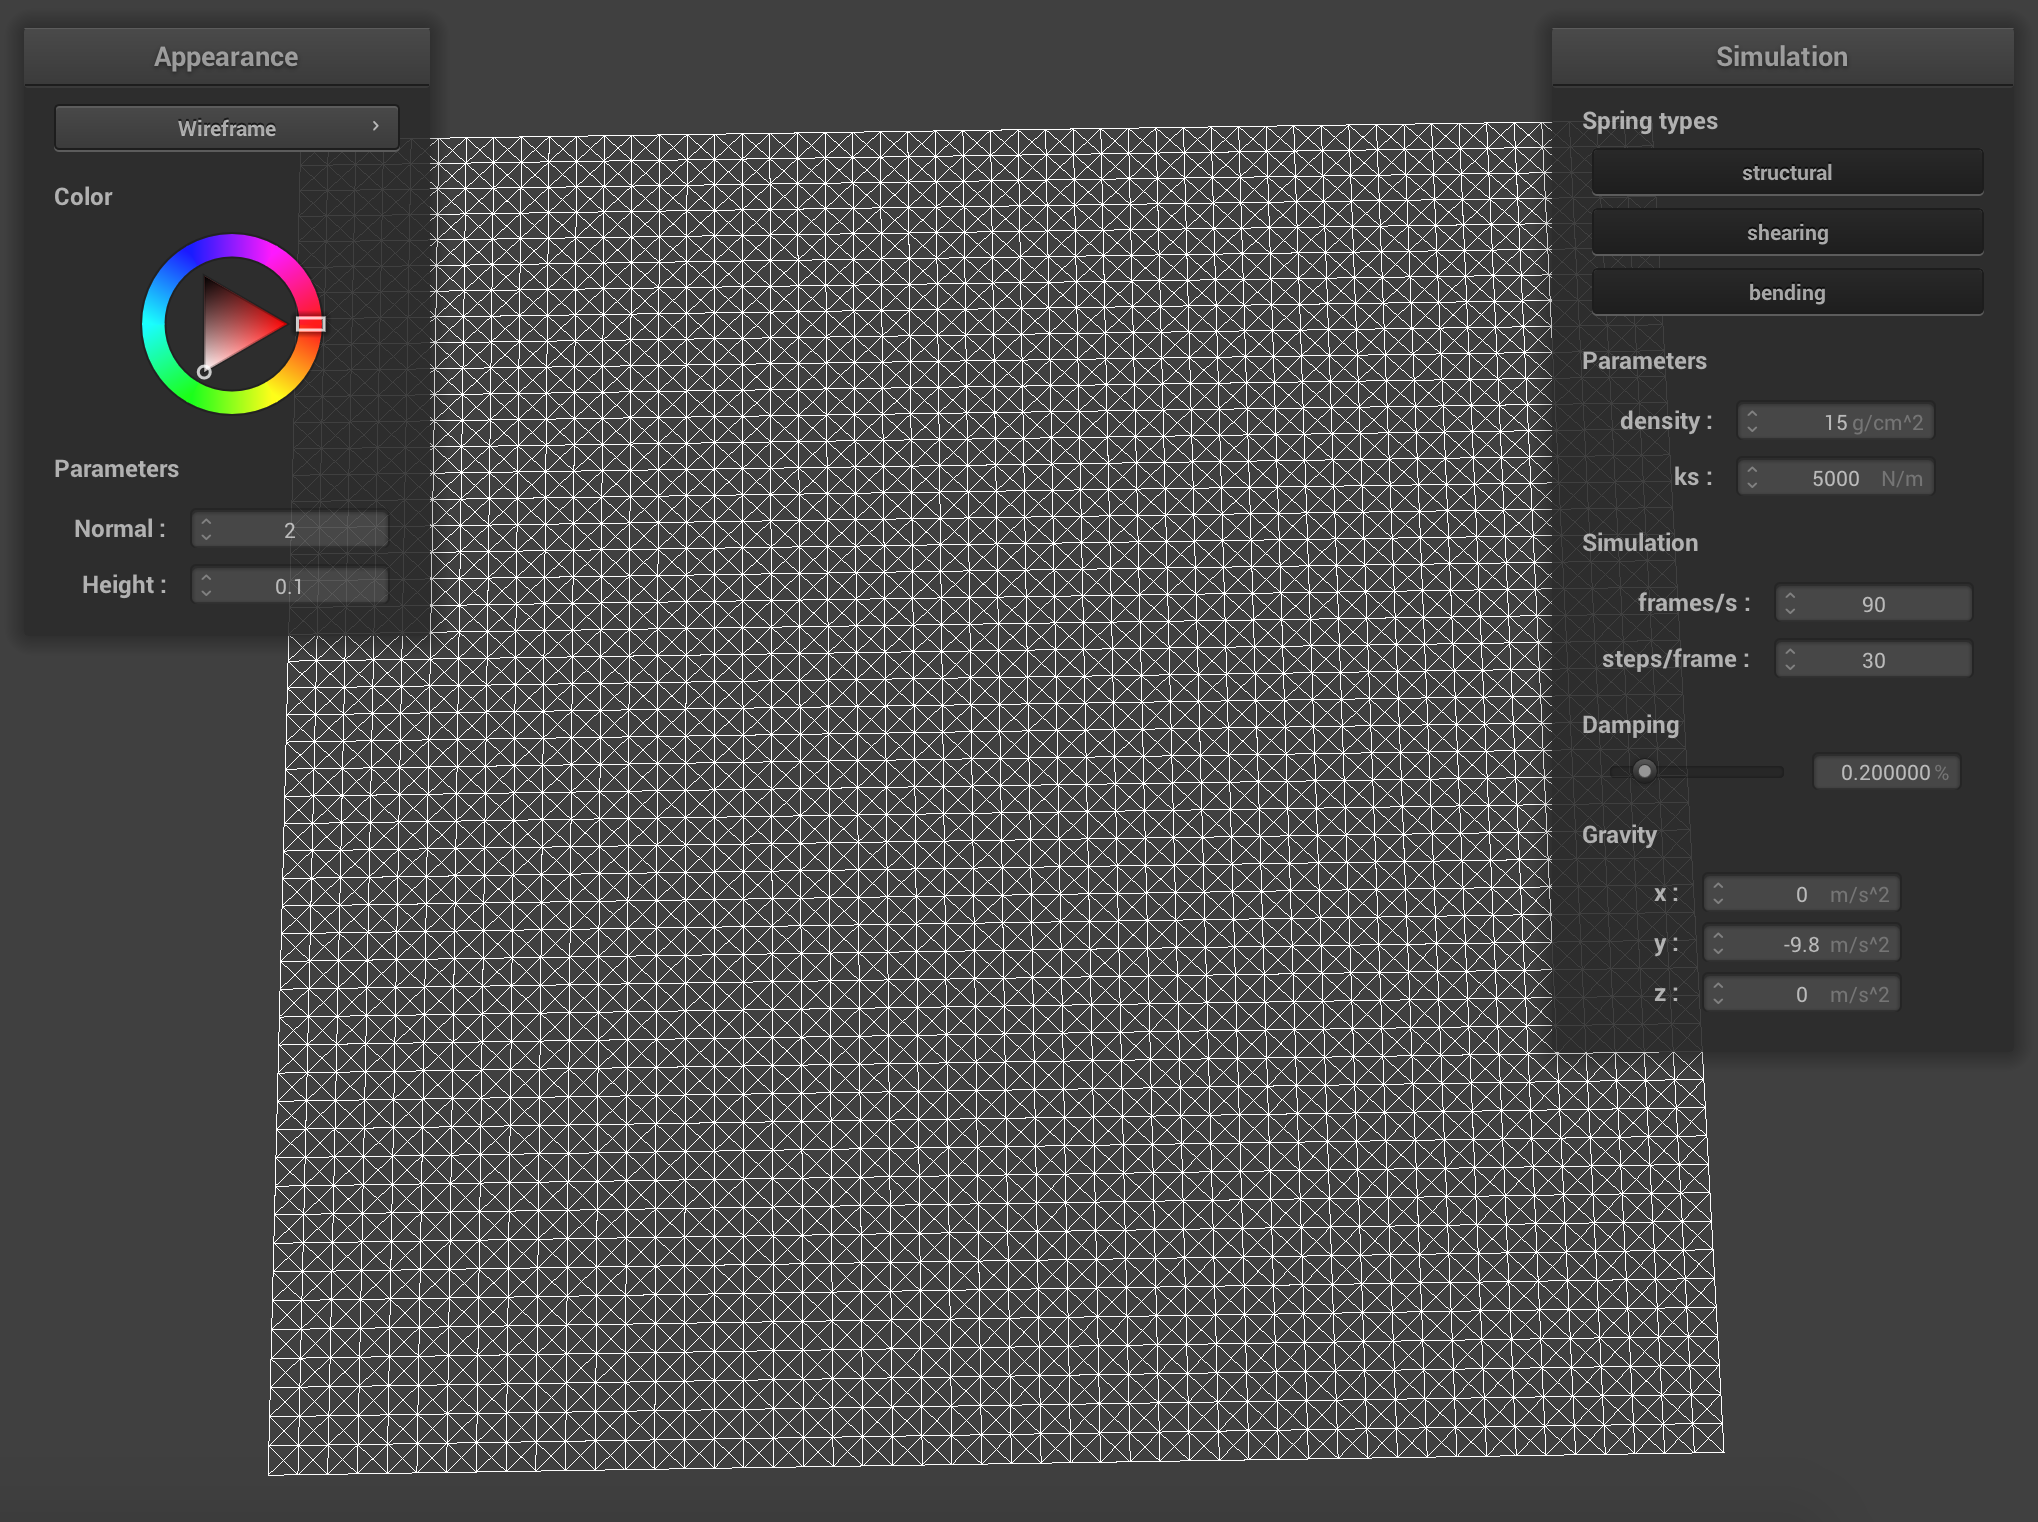 Appearance
Wireframe ›
Color
Parameters
Normal : 2
Height : 0.1
Simulation
Spring types
structural
shearing
bending
Parameters
density : 15 g/cm^2
ks : 5000 N/m
Simulation
frames/s : 90
steps/frame : 30
Damping
0.200000 %
Gravity
x : 0 m/s^2
y : -9.8 m/s^2
z : 0 m/s^2